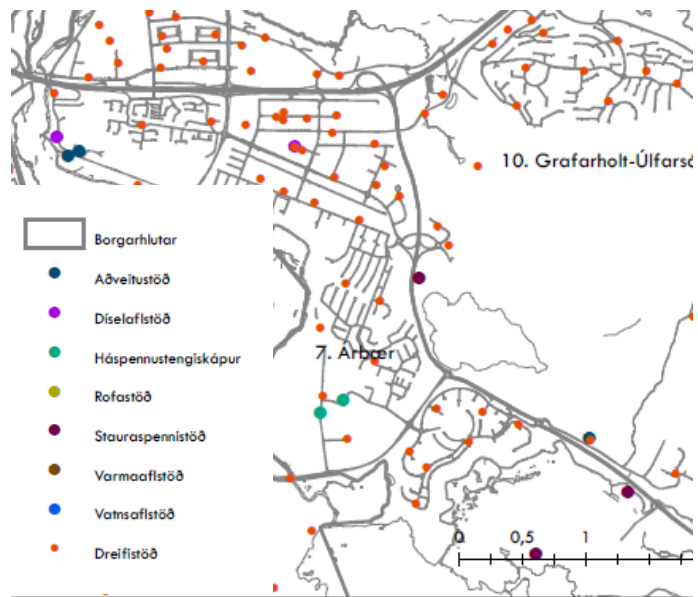 10. Grafarholt-Úlfarsá
Borgarhlutar
Aðveitustöð
Díselaflstöð
Háspennustengiskápur
Rofastöð
Stauraspennistöð
Varmaaflstöð
Vatnsaflstöð
Dreifistöð
7. Árbær
0 0,5 1